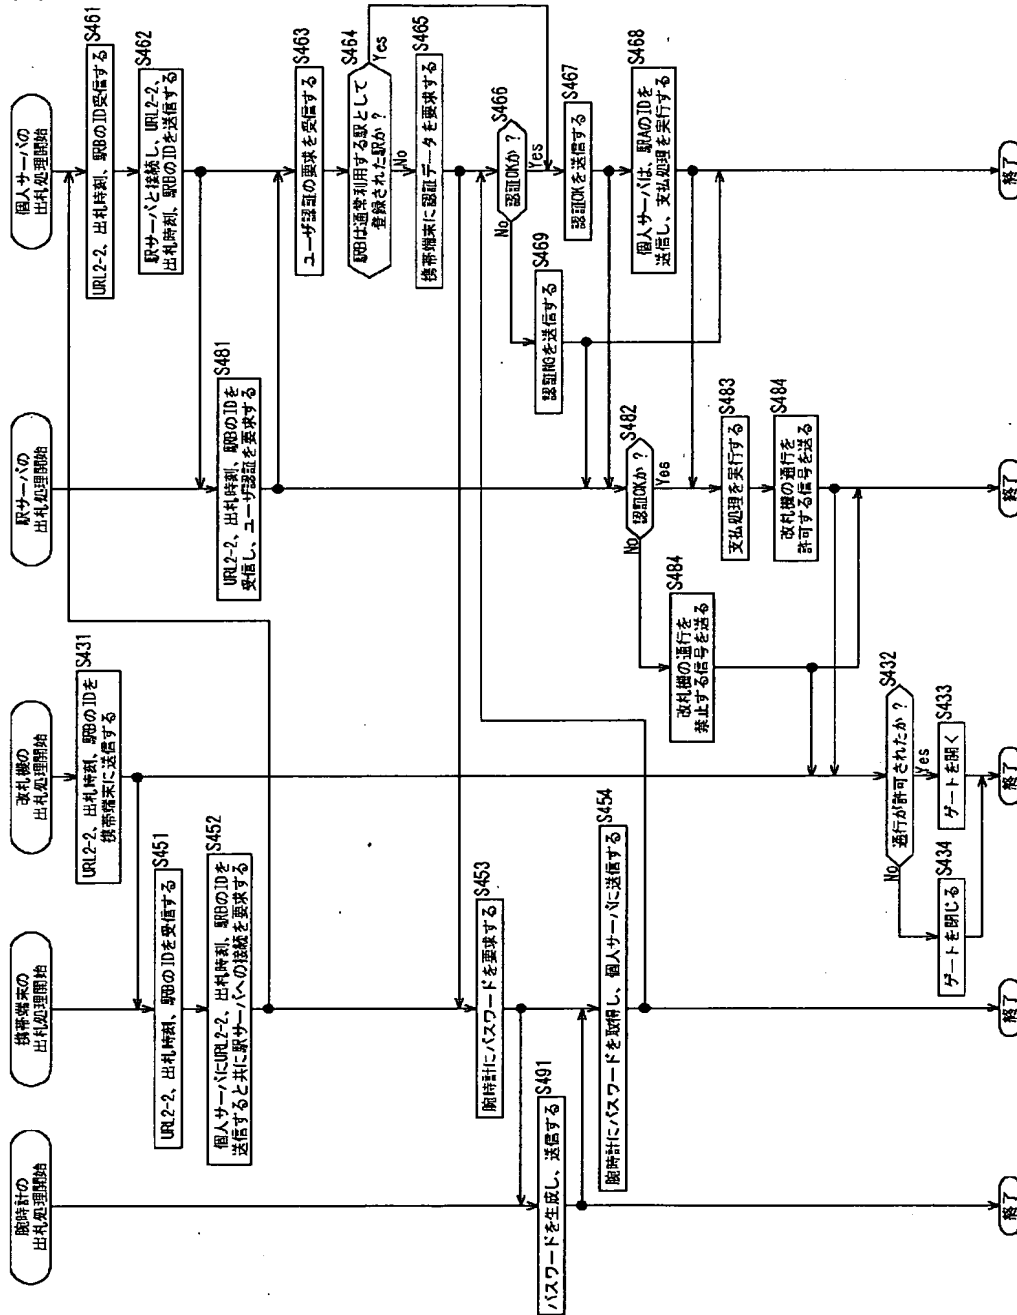 腕時計の
出札処理開始
パスワードを生成し、送信する
S491
終了
携帯端末の
出札処理開始
URL2-2、出札時刻、駅BのIDを受信する
S451
個人サーバにURL2-2、出札時刻、駅BのIDを
送信すると共に駅サーバへの接続を要求する
S452
腕時計にパスワードを要求する
S453
腕時計にパスワードを取得し、個人サーバに送信する
S454
終了
改札機の
出札処理開始
URL2-2、出札時刻、駅BのIDを
携帯端末に送信する
S431
通行が許可されたか?
S432
No
Yes
ゲートを閉じる
S434
ゲートを開く
S433
終了
駅サーバの
出札処理開始
URL2-2、出札時刻、駅BのIDを
受信し、ユーザ認証を要求する
S481
認証OKか?
S482
No
Yes
改札機の通行を
禁止する信号を送る
S484
支払処理を実行する
S483
改札機の通行を
許可する信号を送る
S484
終了
個人サーバの
出札処理開始
URL2-2、出札時刻、駅BのID受信する
S461
駅サーバと接続し、URL2-2、
出札時刻、駅BのIDを送信する
S462
ユーザ認証の要求を受信する
S463
駅Bは通常利用する駅として
登録された駅か?
S464
Yes
No
携帯端末に認証データを要求する
S465
認証OKか?
S466
No
Yes
認証NGを送信する
S469
認証OKを送信する
S467
個人サーバは、駅AのIDを
送信し、支払処理を実行する
S468
終了